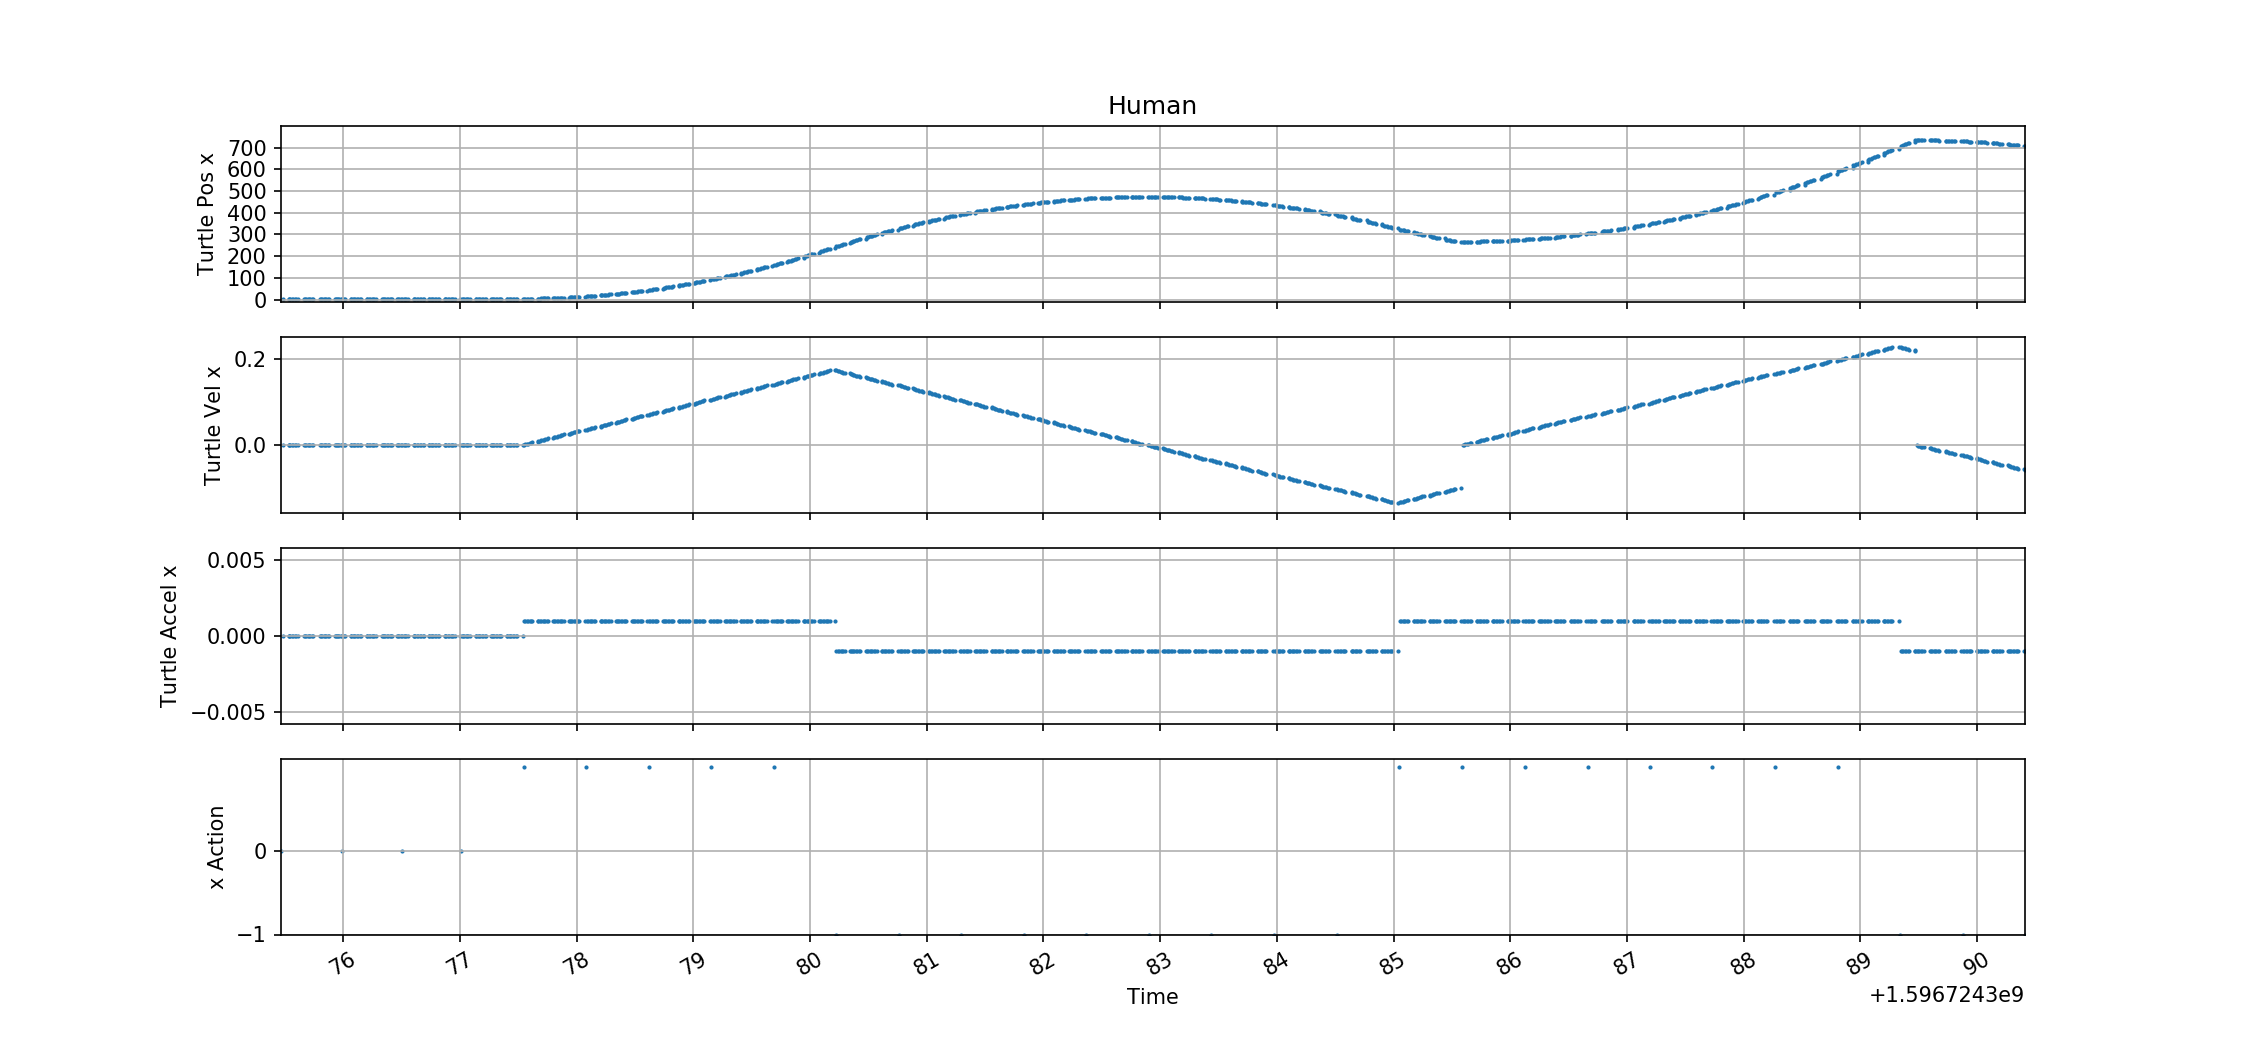 Human
Turtle Pos x
700
600
500
400
300
200
100
0
Turtle Vel x
0.2
0.0
Turtle Accel x
0.005
0.000
−0.005
x Action
0
−1
76 77 78 79 80 81 82 83 84 85 86 87 88 89 90
Time
+1.5967243e9